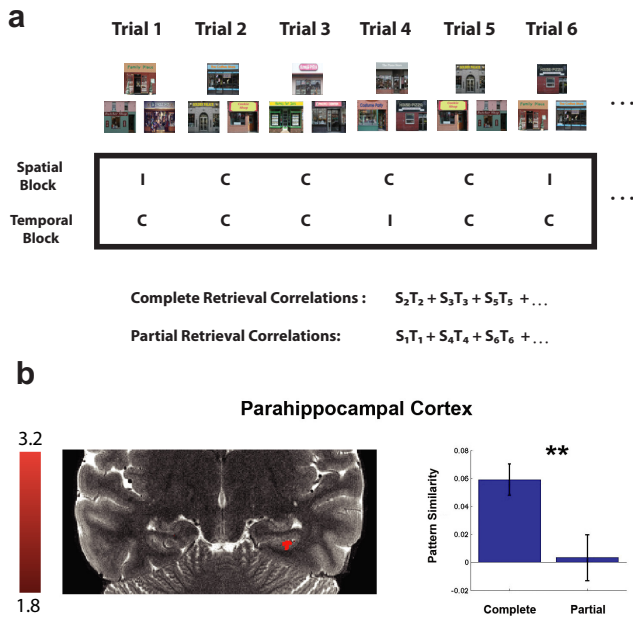 a
Trial 1 Trial 2 Trial 3 Trial 4 Trial 5 Trial 6
...
Spatial Block I C C C C I
...
Temporal Block C C C I C C
Complete Retrieval Correlations : S₂T₂ + S₃T₃ + S₅T₅ + ...
Partial Retrieval Correlations: S₁T₁ + S₄T₄ + S₆T₆ + ...
b
Parahippocampal Cortex
3.2
1.8
**
Pattern Similarity
0.08
0.06
0.04
0.02
0
-0.02
Complete Partial